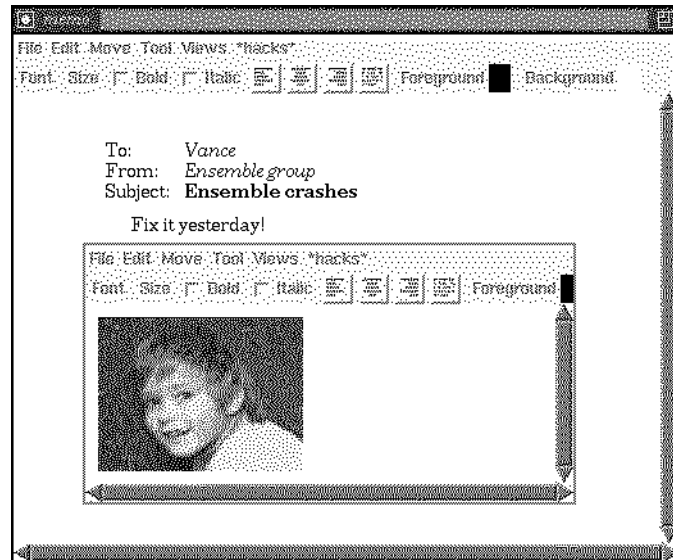 File Edit Move Tool Views *hacks*
Font Size Bold Italic Foreground Background
To: Vance
From: Ensemble group
Subject: Ensemble crashes
Fix it yesterday!
File Edit Move Tool Views *hacks*
Font Size Bold Italic Foreground